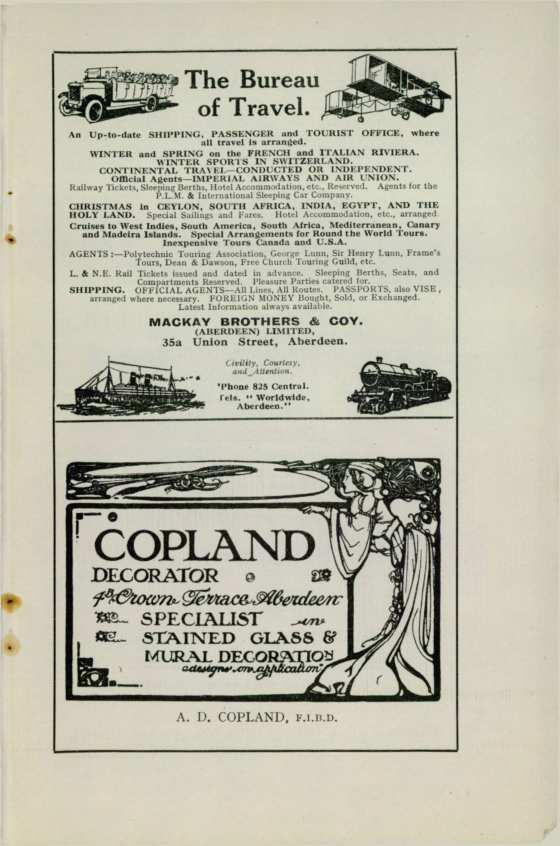 The Bureau
of Travel.
An Up-to-date SHIPPING, PASSENGER and TOURIST OFFICE, where
all travel is arranged.
WINTER and SPRING on the FRENCH and ITALIAN RIVIERA.
WINTER SPORTS IN SWITZERLAND.
CONTINENTAL TRAVEL—CONDUCTED OR INDEPENDENT.
Official Agents—IMPERIAL AIRWAYS AND AIR UNION.
Railway Tickets, Sleeping Berths, Hotel Accommodation, etc., Reserved. Agents for the
P.L.M. & International Sleeping Car Company.
CHRISTMAS in CEYLON, SOUTH AFRICA, INDIA, EGYPT, AND THE
HOLY LAND. Special Sailings and Fares. Hotel Accommodation, etc., arranged.
Cruises to West Indies, South America, South Africa, Mediterranean, Canary
and Madeira Islands. Special Arrangements for Round the World Tours.
Inexpensive Tours Canada and U.S.A.
AGENTS:—Polytechnic Touring Association, George Lunn, Sir Henry Lunn, Frame's
Tours, Dean & Dawson, Free Church Touring Guild, etc.
L. & N.E. Rail Tickets issued and dated in advance. Sleeping Berths, Seats, and
Compartments Reserved. Pleasure Parties catered for.
SHIPPING. OFFICIAL AGENTS—All Lines, All Routes. PASSPORTS, also VISE,
arranged where necessary. FOREIGN MONEY Bought, Sold, or Exchanged.
Latest Information always available.
MACKAY BROTHERS & COY.
(ABERDEEN) LIMITED,
35a Union Street, Aberdeen.
Civility, Courtesy,
and Attention.
'Phone 825 Central.
Tels. "Worldwide,
Aberdeen."
COPLAND
DECORATOR
Crown Terrace Aberdeen
SPECIALIST in
STAINED GLASS &
MURAL DECORATION
designs on application
A. D. COPLAND, F.I.B.D.